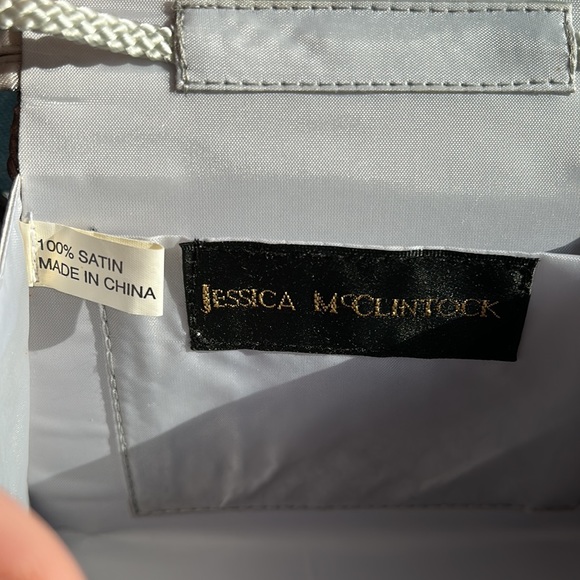 100% SATIN
MADE IN CHINA
JESSICA McCLINTOCK